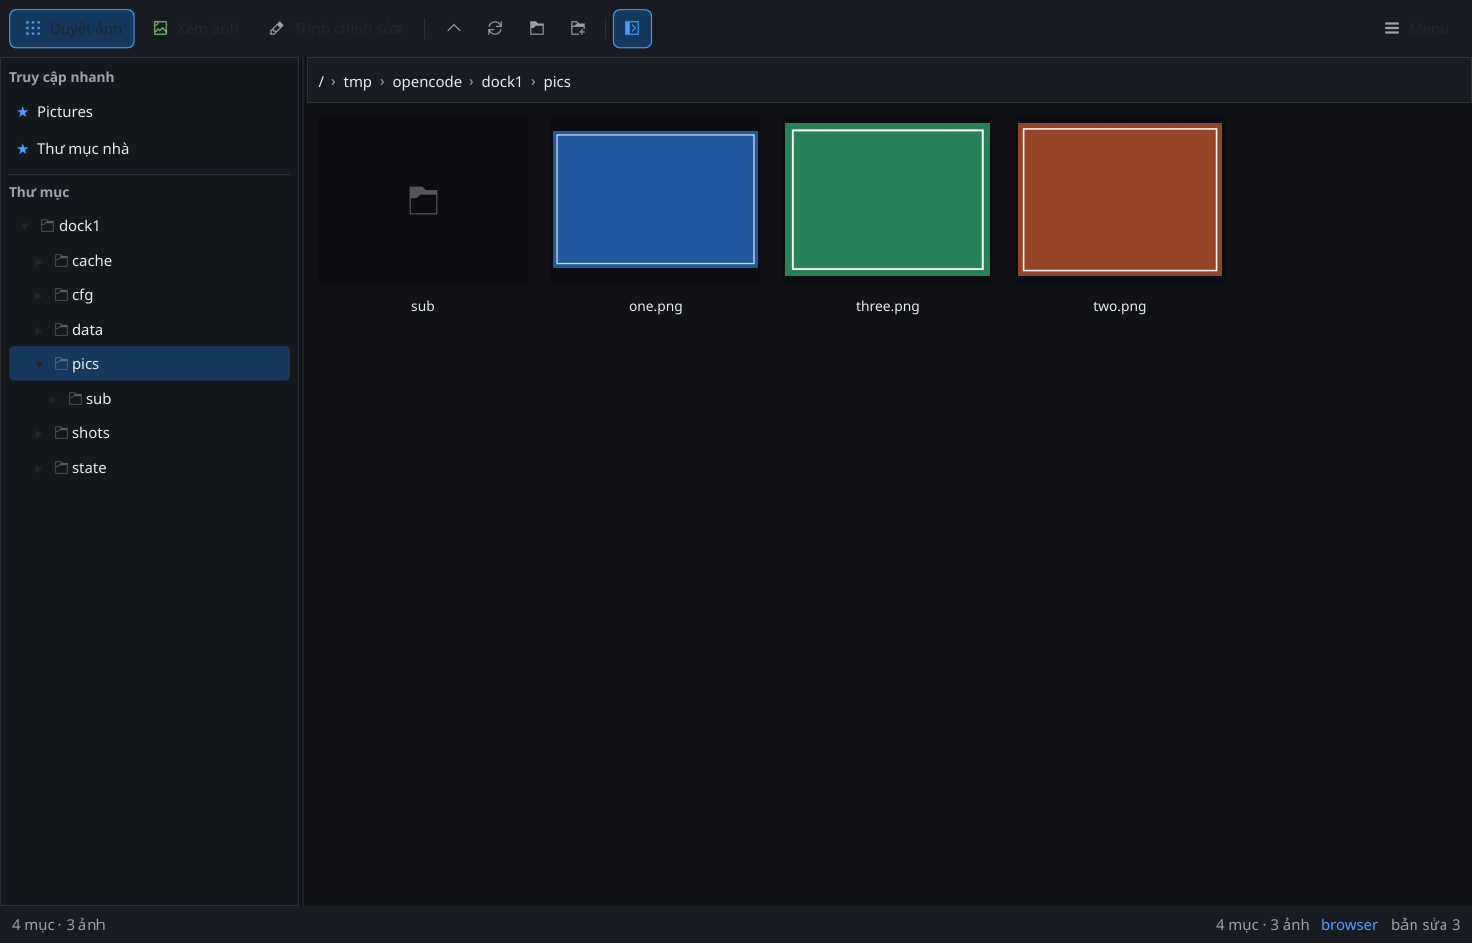 Duyệt ảnh Xem ảnh Trình chỉnh sửa Menu
Truy cập nhanh
Pictures
Thư mục nhà
Thư mục
dock1
cache
cfg
data
pics
sub
shots
state
/ › tmp › opencode › dock1 › pics
sub one.png three.png two.png
4 mục · 3 ảnh
4 mục · 3 ảnh browser bản sửa 3